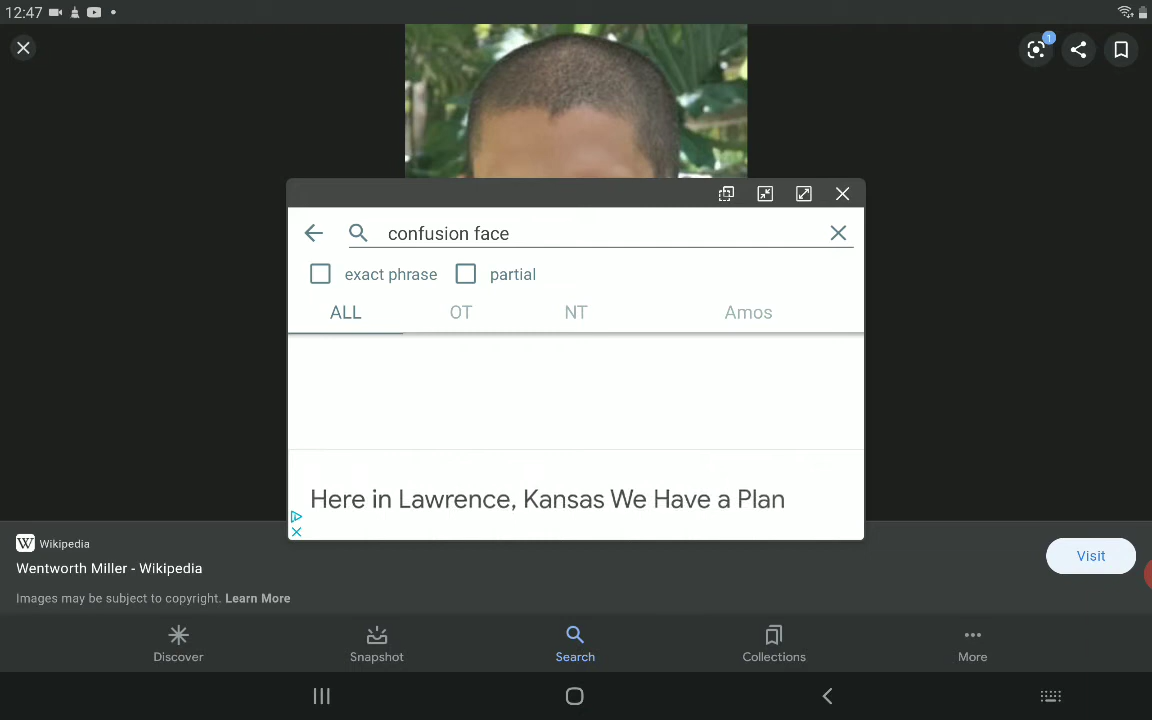 12:47
1
confusion face
exact phrase
partial
ALL
OT
NT
Amos
Here in Lawrence, Kansas We Have a Plan
W Wikipedia
Wentworth Miller - Wikipedia
Visit
Images may be subject to copyright. Learn More
Discover
Snapshot
Search
Collections
More